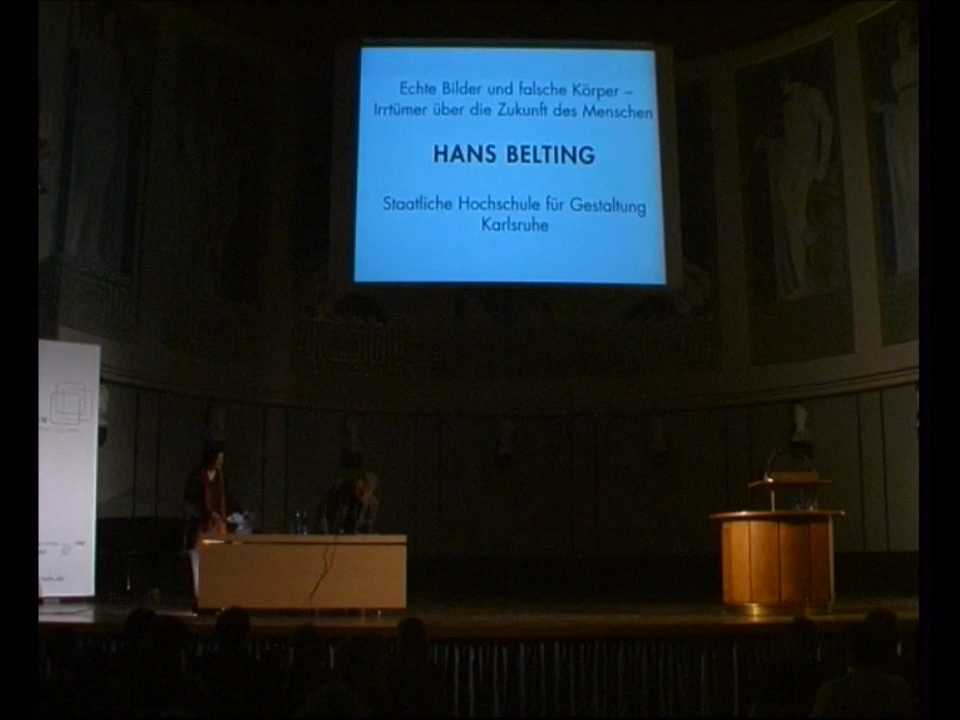 Echte Bilder und falsche Körper –
Irrtümer über die Zukunft des Menschen
HANS BELTING
Staatliche Hochschule für Gestaltung
Karlsruhe